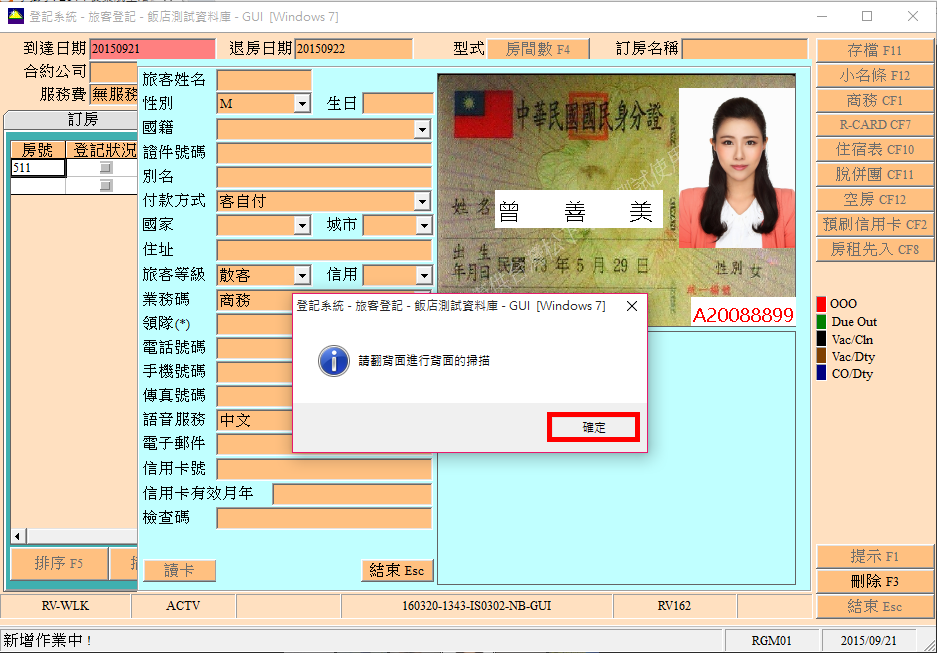 登記系統 - 旅客登記 - 飯店測試資料庫 - GUI [Windows 7]
到達日期 20150921 退房日期 20150922 型式 房間數 F4 訂房名稱
合約公司
服務費 無服務
訂房
房號 登記狀況
511
排序 F5
旅客姓名
性別 M 生日
國籍
證件號碼
別名
付款方式 客自付
國家 城市
住址
旅客等級 散客 信用
業務碼 商務
領隊(*)
電話號碼
手機號碼
傳真號碼
語音服務 中文
電子郵件
信用卡號
信用卡有效月年
檢查碼
讀卡 結束 Esc
中華民國國民身分證
姓名 曾 善 美
出生
年月日 民國 73 年 5 月 29 日 性別 女
統一編號
A20088899
登記系統 - 旅客登記 - 飯店測試資料庫 - GUI [Windows 7]
請翻背面進行背面的掃描
確定
存檔 F11
小名條 F12
商務 CF1
R-CARD CF7
住宿表 CF10
脫併團 CF11
空房 CF12
預刷信用卡 CF2
房租先入 CF8
OOO
Due Out
Vac/Cln
Vac/Dty
CO/Dty
提示 F1
刪除 F3
結束 Esc
RV-WLK ACTV 160320-1343-IS0302-NB-GUI RV162
新增作業中 ! RGM01 2015/09/21